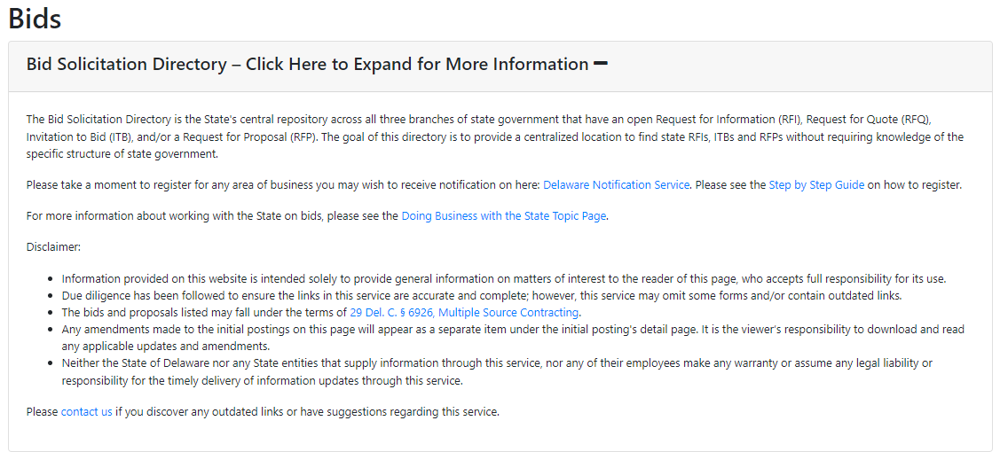 Bids
Bid Solicitation Directory – Click Here to Expand for More Information
The Bid Solicitation Directory is the State's central repository across all three branches of state government that have an open Request for Information (RFI), Request for Quote (RFQ),
Invitation to Bid (ITB), and/or a Request for Proposal (RFP). The goal of this directory is to provide a centralized location to find state RFIs, ITBs and RFPs without requiring knowledge of the
specific structure of state government.
Please take a moment to register for any area of business you may wish to receive notification on here: Delaware Notification Service. Please see the Step by Step Guide on how to register.
For more information about working with the State on bids, please see the Doing Business with the State Topic Page.
Disclaimer:
• Information provided on this website is intended solely to provide general information on matters of interest to the reader of this page, who accepts full responsibility for its use.
• Due diligence has been followed to ensure the links in this service are accurate and complete; however, this service may omit some forms and/or contain outdated links.
• The bids and proposals listed may fall under the terms of 29 Del. C. § 6926, Multiple Source Contracting.
• Any amendments made to the initial postings on this page will appear as a separate item under the initial posting's detail page. It is the viewer's responsibility to download and read
any applicable updates and amendments.
• Neither the State of Delaware nor any State entities that supply information through this service, nor any of their employees make any warranty or assume any legal liability or
responsibility for the timely delivery of information updates through this service.
Please contact us if you discover any outdated links or have suggestions regarding this service.